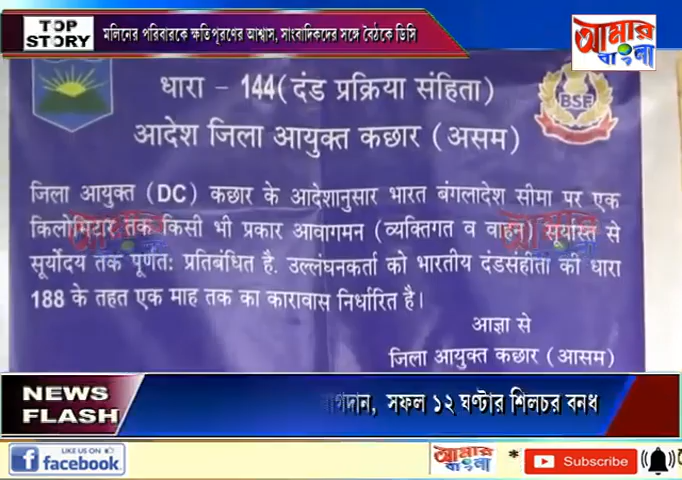 TOP
STORY
মলিনের পরিবারকে ক্ষতিপূরণের আশ্বাস, সাংবাদিকদের সঙ্গে বৈঠকে ডিসি
আমার
বাংলা
धारा - 144(दंड प्रक्रिया संहिता)
BSF
आदेश जिला आयुक्त कछार (असम)
जिला आयुक्त (DC) कछार के आदेशानुसार भारत बंगलादेश सीमा पर एक
किलोमिटर तक किसी भी प्रकार आवागमन (व्यक्तिगत व वाहन) सूर्यास्त से
सूर्योदय तक पूर्णत: प्रतिबंधित है. उल्लंघनकर्ता को भारतीय दंडसंहीता की धारा
188 के तहत एक माह तक का कारावास निर्धारित है।
आज्ञा से
जिला आयुक्त कछार (आसम)
NEWS
FLASH
সফল ১২ ঘণ্টার শিলচর বনধ
LIKE US ON
facebook
আমার
বাংলা
*
Subscribe